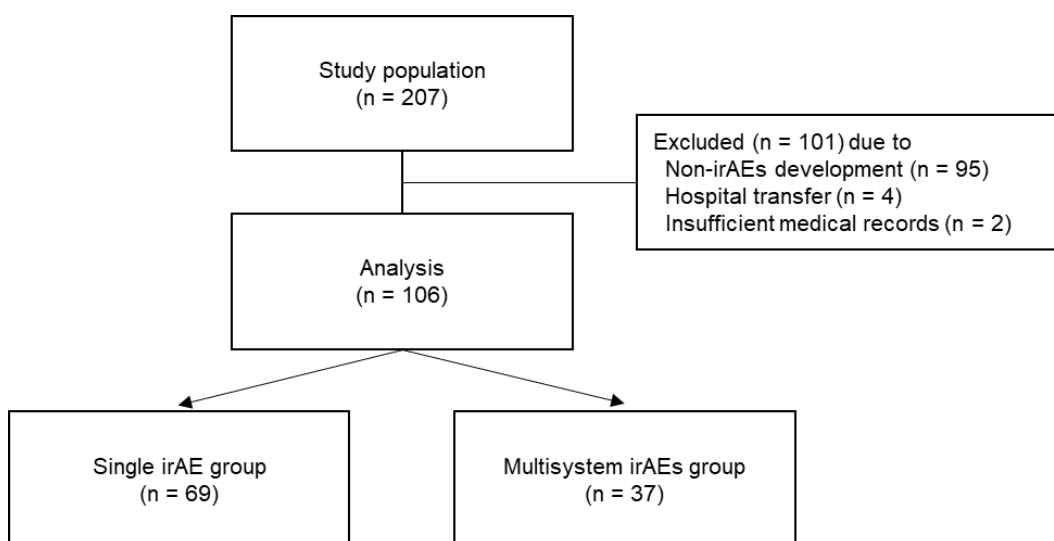 Study population
(n = 207)
Excluded (n = 101) due to
Non-irAEs development (n = 95)
Hospital transfer (n = 4)
Insufficient medical records (n = 2)
Analysis
(n = 106)
Single irAE group
(n = 69)
Multisystem irAEs group
(n = 37)